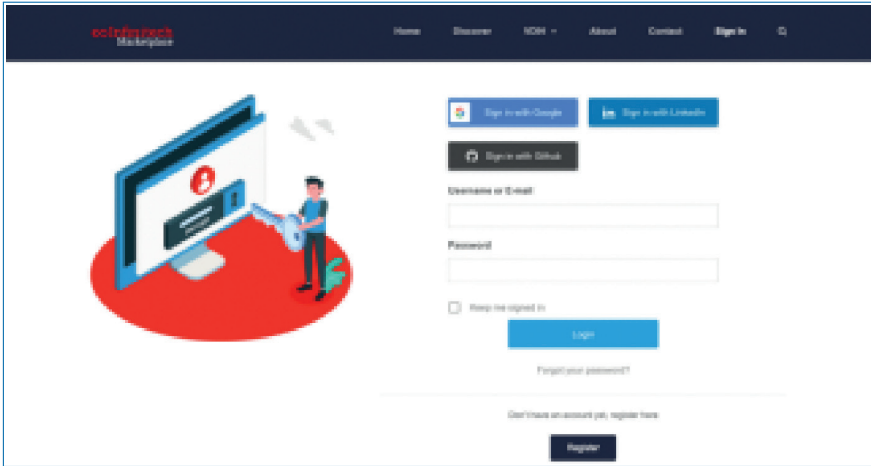 Marketplace
Home Discover VDIH About Contact Sign In
Sign in with Google Sign in with LinkedIn
Sign in with Github
Username or E-mail
Password
Keep me signed in
Login
Forgot your password?
Don't have an account yet, register here
Register